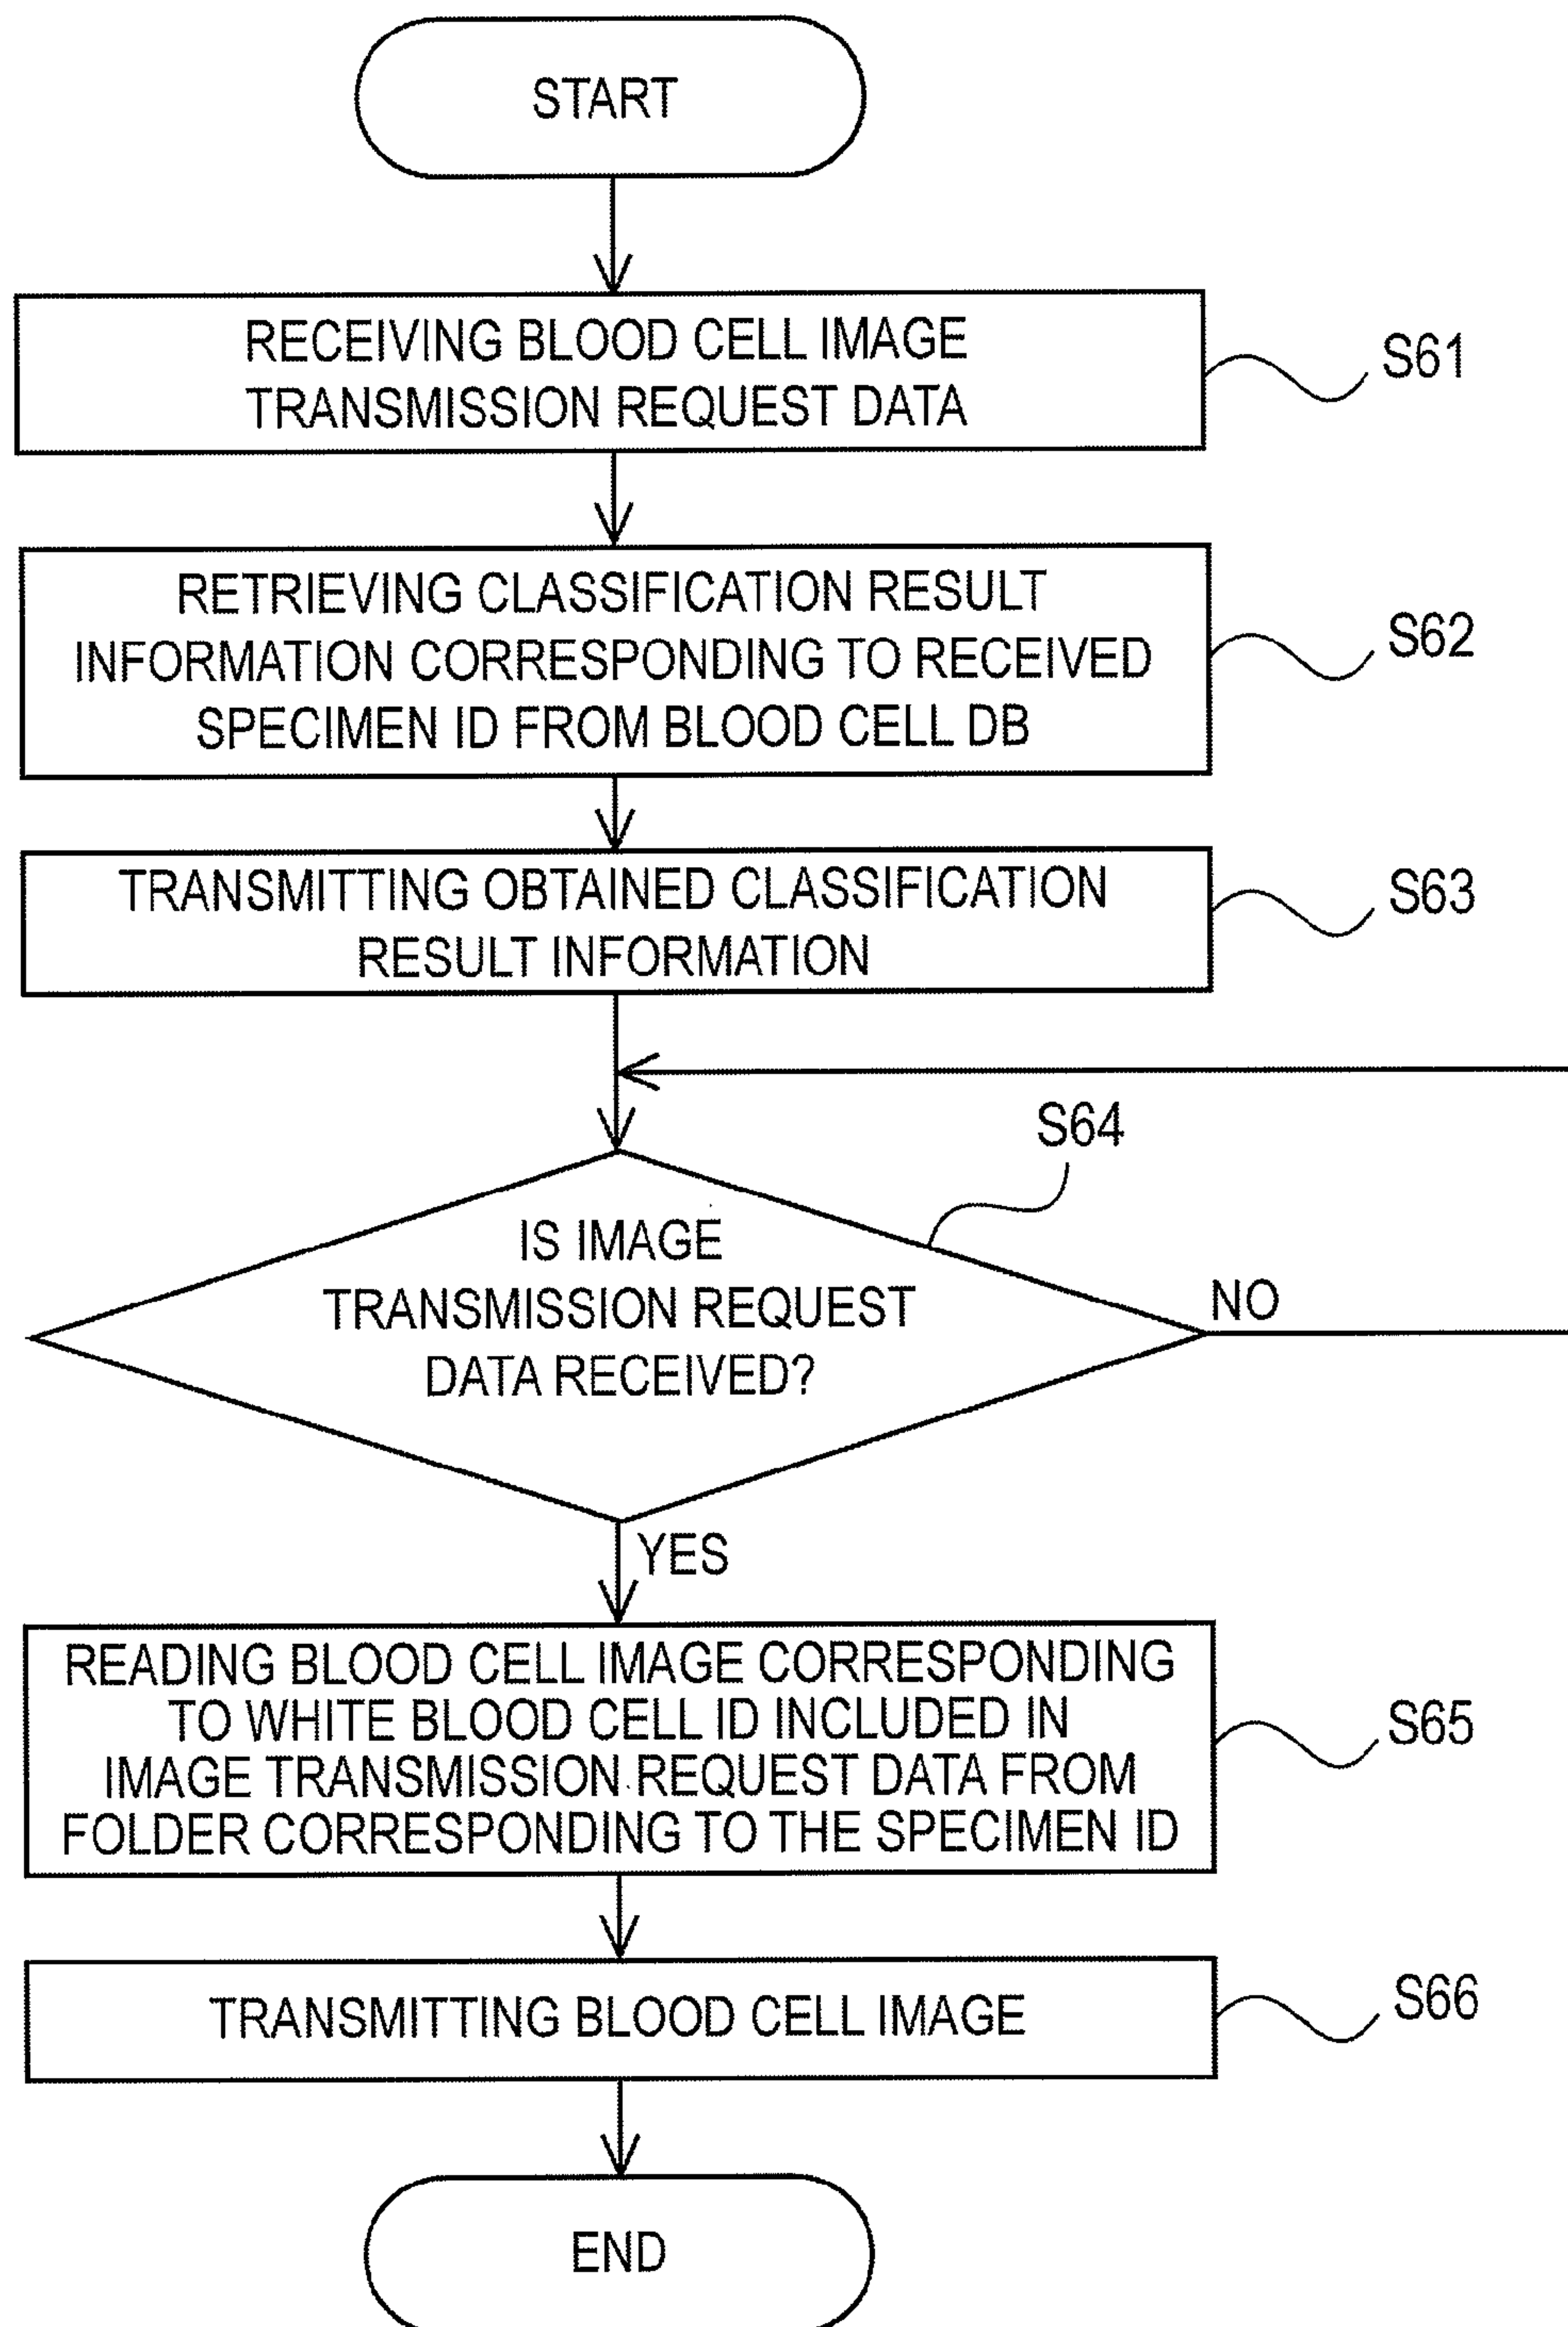 START
RECEIVING BLOOD CELL IMAGE
TRANSMISSION REQUEST DATA
S61
RETRIEVING CLASSIFICATION RESULT
INFORMATION CORRESPONDING TO RECEIVED
SPECIMEN ID FROM BLOOD CELL DB
S62
TRANSMITTING OBTAINED CLASSIFICATION
RESULT INFORMATION
S63
S64
IS IMAGE
TRANSMISSION REQUEST
DATA RECEIVED?
NO
YES
READING BLOOD CELL IMAGE CORRESPONDING
TO WHITE BLOOD CELL ID INCLUDED IN
IMAGE TRANSMISSION REQUEST DATA FROM
FOLDER CORRESPONDING TO THE SPECIMEN ID
S65
TRANSMITTING BLOOD CELL IMAGE
S66
END